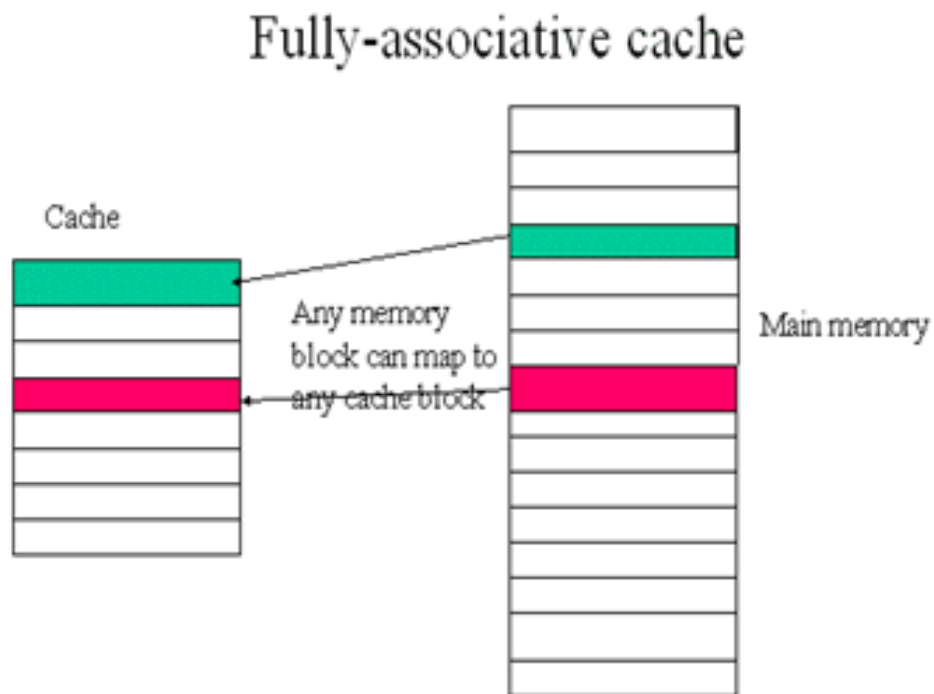 Fully-associative cache
Cache
Any memory
block can map to
any cache block
Main memory